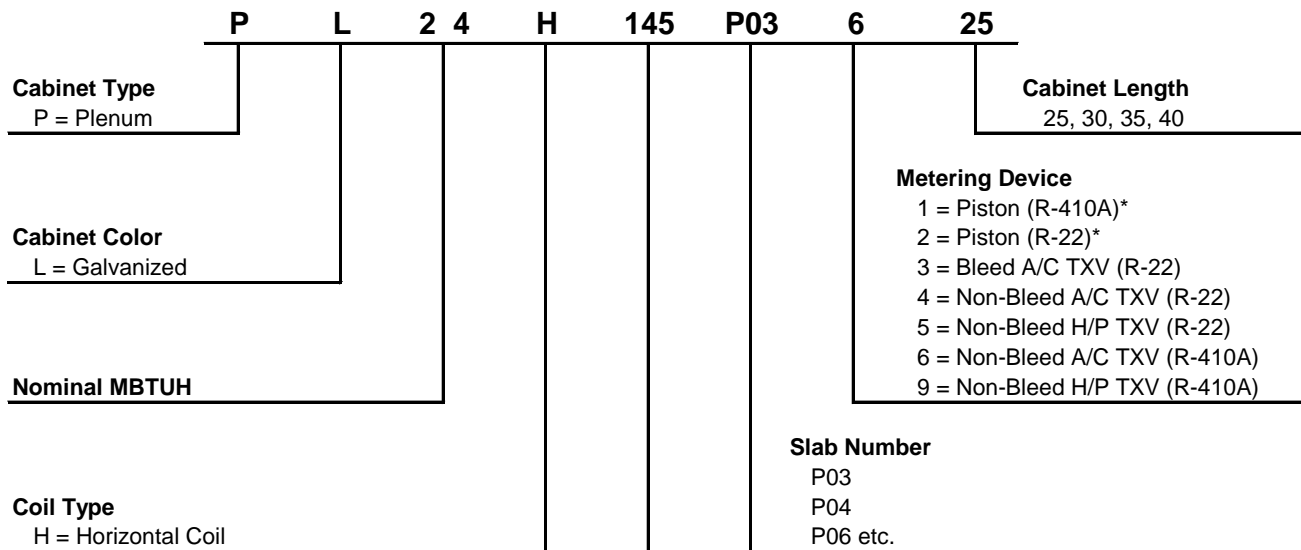 P L 2 4 H 145 P03 6 25
Cabinet Type
P = Plenum
Cabinet Length
25, 30, 35, 40
Metering Device
1 = Piston (R-410A)*
2 = Piston (R-22)*
3 = Bleed A/C TXV (R-22)
4 = Non-Bleed A/C TXV (R-22)
5 = Non-Bleed H/P TXV (R-22)
6 = Non-Bleed A/C TXV (R-410A)
9 = Non-Bleed H/P TXV (R-410A)
Cabinet Color
L = Galvanized
Nominal MBTUH
Slab Number
P03
P04
P06 etc.
Coil Type
H = Horizontal Coil